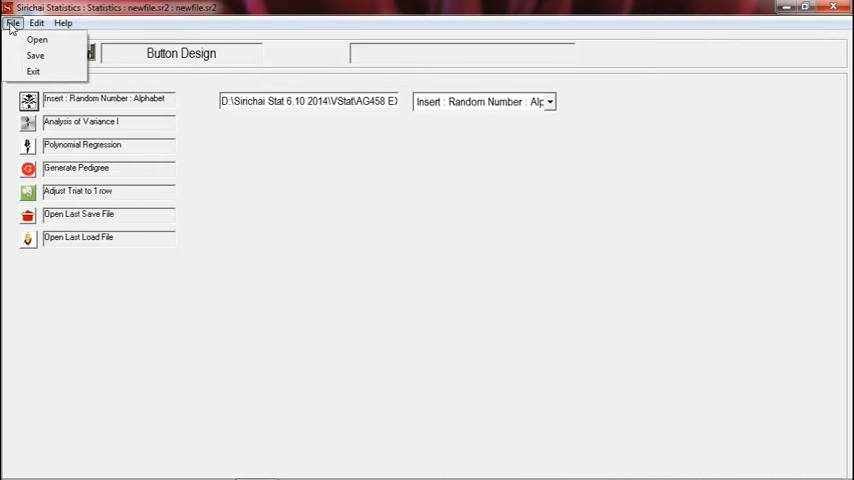 Sirichai Statistics : Statistics : newfile.sr2 : newfile.sr2
File Edit Help
Open
Save
Exit
Button Design
Insert : Random Number : Alphabet
D:\Sirichai Stat 6.10 2014\VStat\AG458 EX
Insert : Random Number : Alp
Analysis of Variance I
Polynomial Regression
Generate Pedigree
Adjust Triat to 1 row
Open Last Save File
Open Last Load File